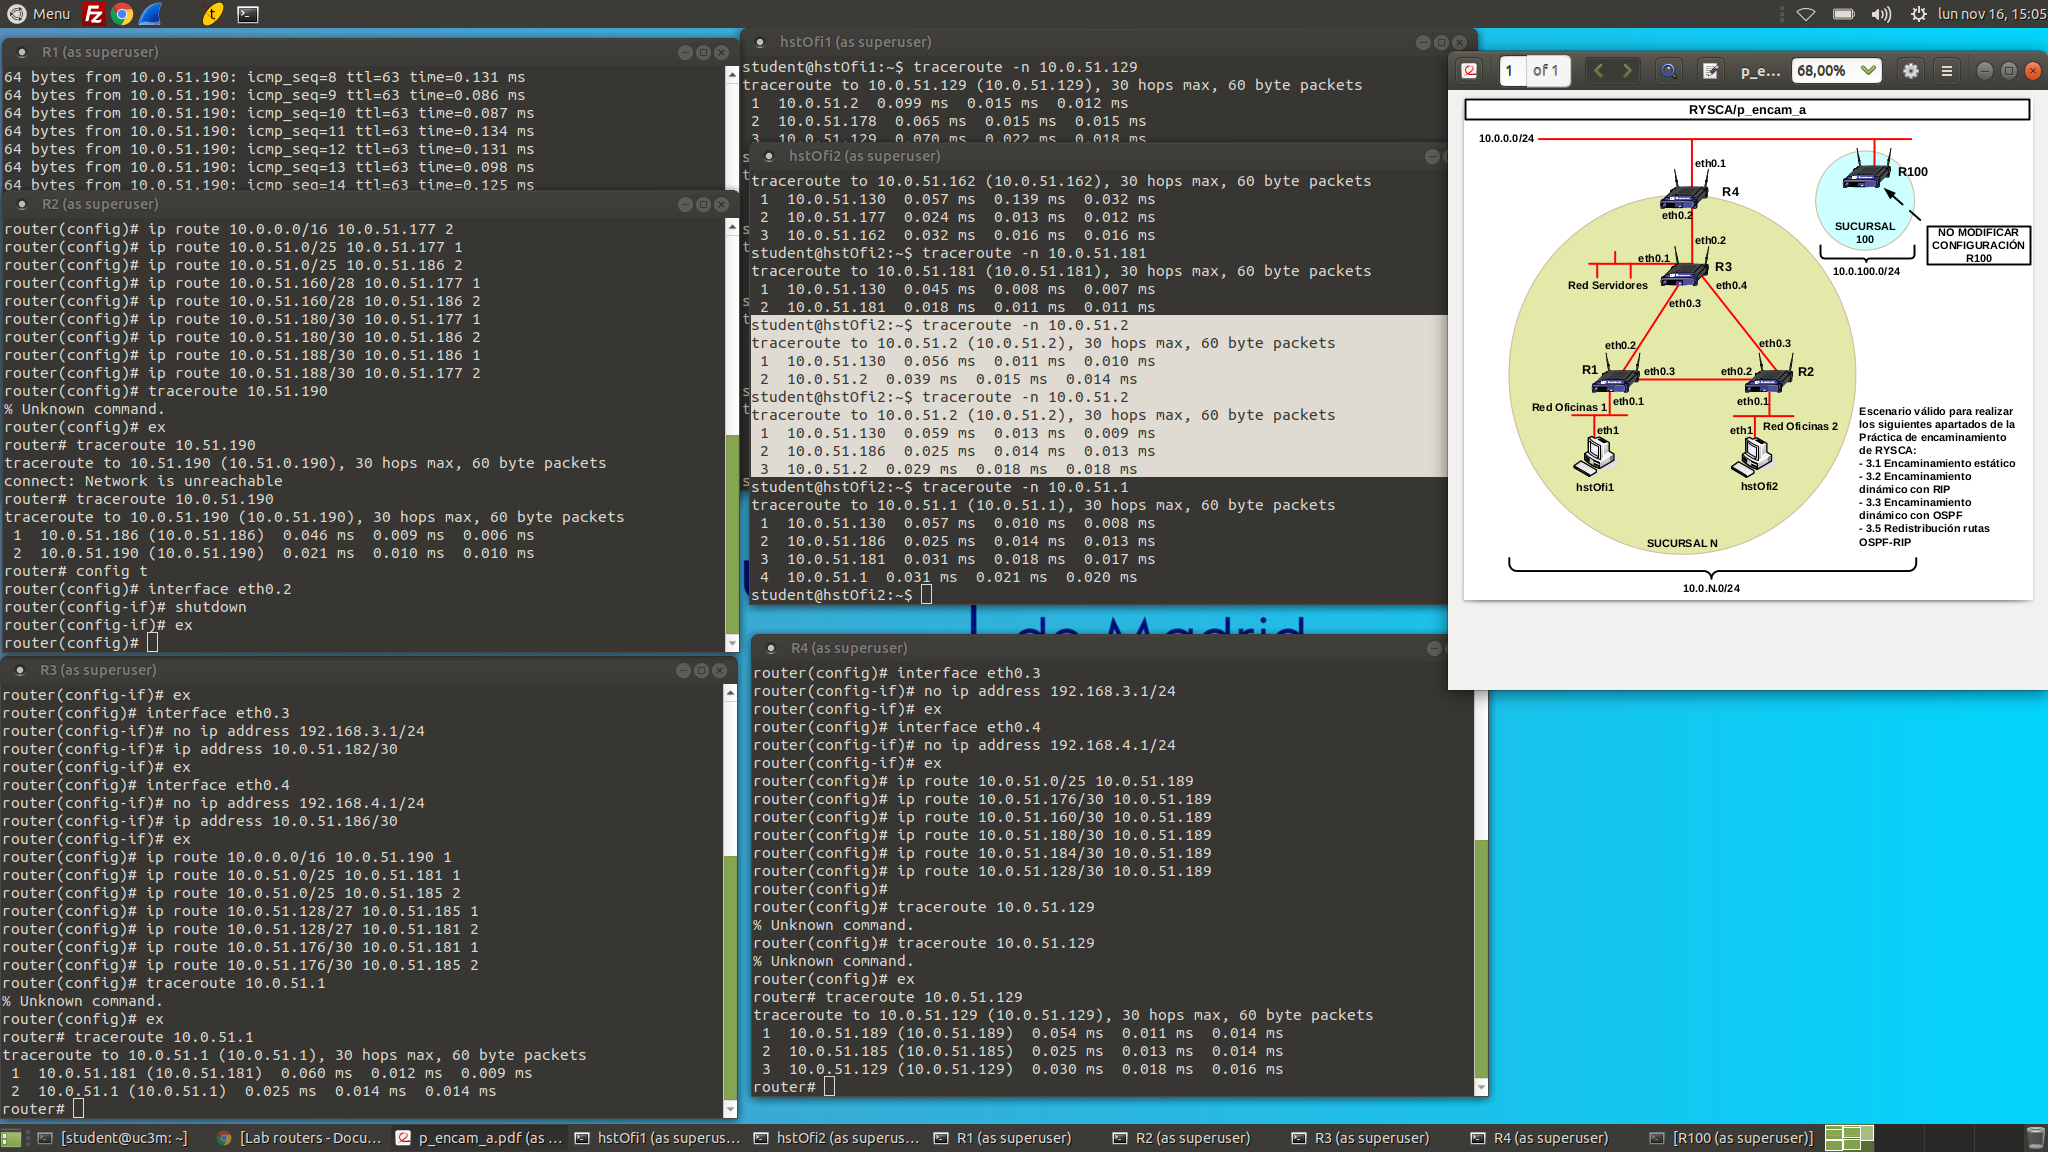 Menu
lun nov 16, 15:05
R1 (as superuser)
64 bytes from 10.0.51.190: icmp_seq=8 ttl=63 time=0.131 ms
64 bytes from 10.0.51.190: icmp_seq=9 ttl=63 time=0.086 ms
64 bytes from 10.0.51.190: icmp_seq=10 ttl=63 time=0.087 ms
64 bytes from 10.0.51.190: icmp_seq=11 ttl=63 time=0.134 ms
64 bytes from 10.0.51.190: icmp_seq=12 ttl=63 time=0.131 ms
64 bytes from 10.0.51.190: icmp_seq=13 ttl=63 time=0.098 ms
64 bytes from 10.0.51.190: icmp_seq=14 ttl=63 time=0.125 ms
R2 (as superuser)
router(config)# ip route 10.0.0.0/16 10.0.51.177 2
router(config)# ip route 10.0.51.0/25 10.0.51.177 1
router(config)# ip route 10.0.51.0/25 10.0.51.186 2
router(config)# ip route 10.0.51.160/28 10.0.51.177 1
router(config)# ip route 10.0.51.160/28 10.0.51.186 2
router(config)# ip route 10.0.51.180/30 10.0.51.177 1
router(config)# ip route 10.0.51.180/30 10.0.51.186 2
router(config)# ip route 10.0.51.188/30 10.0.51.186 1
router(config)# ip route 10.0.51.188/30 10.0.51.177 2
router(config)# traceroute 10.51.190
% Unknown command.
router(config)# ex
router# traceroute 10.51.190
traceroute to 10.51.190 (10.51.0.190), 30 hops max, 60 byte packets
connect: Network is unreachable
router# traceroute 10.0.51.190
traceroute to 10.0.51.190 (10.0.51.190), 30 hops max, 60 byte packets
1 10.0.51.186 (10.0.51.186) 0.046 ms 0.009 ms 0.006 ms
2 10.0.51.190 (10.0.51.190) 0.021 ms 0.010 ms 0.010 ms
router# config t
router(config)# interface eth0.2
router(config-if)# shutdown
router(config-if)# ex
router(config)#
R3 (as superuser)
router(config-if)# ex
router(config)# interface eth0.3
router(config-if)# no ip address 192.168.3.1/24
router(config-if)# ip address 10.0.51.182/30
router(config-if)# ex
router(config)# interface eth0.4
router(config-if)# no ip address 192.168.4.1/24
router(config-if)# ip address 10.0.51.186/30
router(config-if)# ex
router(config)# ip route 10.0.0.0/16 10.0.51.190 1
router(config)# ip route 10.0.51.0/25 10.0.51.181 1
router(config)# ip route 10.0.51.0/25 10.0.51.185 2
router(config)# ip route 10.0.51.128/27 10.0.51.185 1
router(config)# ip route 10.0.51.128/27 10.0.51.181 2
router(config)# ip route 10.0.51.176/30 10.0.51.181 1
router(config)# ip route 10.0.51.176/30 10.0.51.185 2
router(config)# traceroute 10.0.51.1
% Unknown command.
router(config)# ex
router# traceroute 10.0.51.1
traceroute to 10.0.51.1 (10.0.51.1), 30 hops max, 60 byte packets
1 10.0.51.181 (10.0.51.181) 0.060 ms 0.012 ms 0.009 ms
2 10.0.51.1 (10.0.51.1) 0.025 ms 0.014 ms 0.014 ms
router#
hstOfi1 (as superuser)
student@hstOfi1:~$ traceroute -n 10.0.51.129
traceroute to 10.0.51.129 (10.0.51.129), 30 hops max, 60 byte packets
1 10.0.51.2 0.099 ms 0.015 ms 0.012 ms
2 10.0.51.178 0.065 ms 0.015 ms 0.015 ms
3 10.0.51.129 0.070 ms 0.022 ms 0.018 ms
hstOfi2 (as superuser)
traceroute to 10.0.51.162 (10.0.51.162), 30 hops max, 60 byte packets
1 10.0.51.130 0.057 ms 0.139 ms 0.032 ms
2 10.0.51.177 0.024 ms 0.013 ms 0.012 ms
3 10.0.51.162 0.032 ms 0.016 ms 0.016 ms
student@hstOfi2:~$ traceroute -n 10.0.51.181
traceroute to 10.0.51.181 (10.0.51.181), 30 hops max, 60 byte packets
1 10.0.51.130 0.045 ms 0.008 ms 0.007 ms
2 10.0.51.181 0.018 ms 0.011 ms 0.011 ms
student@hstOfi2:~$ traceroute -n 10.0.51.2
traceroute to 10.0.51.2 (10.0.51.2), 30 hops max, 60 byte packets
1 10.0.51.130 0.056 ms 0.011 ms 0.010 ms
2 10.0.51.2 0.039 ms 0.015 ms 0.014 ms
student@hstOfi2:~$ traceroute -n 10.0.51.2
traceroute to 10.0.51.2 (10.0.51.2), 30 hops max, 60 byte packets
1 10.0.51.130 0.059 ms 0.013 ms 0.009 ms
2 10.0.51.186 0.025 ms 0.014 ms 0.013 ms
3 10.0.51.2 0.029 ms 0.018 ms 0.018 ms
student@hstOfi2:~$ traceroute -n 10.0.51.1
traceroute to 10.0.51.1 (10.0.51.1), 30 hops max, 60 byte packets
1 10.0.51.130 0.057 ms 0.010 ms 0.008 ms
2 10.0.51.186 0.025 ms 0.014 ms 0.013 ms
3 10.0.51.181 0.031 ms 0.018 ms 0.017 ms
4 10.0.51.1 0.031 ms 0.021 ms 0.020 ms
student@hstOfi2:~$
de Madrid
R4 (as superuser)
router(config)# interface eth0.3
router(config-if)# no ip address 192.168.3.1/24
router(config-if)# ex
router(config)# interface eth0.4
router(config-if)# no ip address 192.168.4.1/24
router(config-if)# ex
router(config)# ip route 10.0.51.0/25 10.0.51.189
router(config)# ip route 10.0.51.176/30 10.0.51.189
router(config)# ip route 10.0.51.160/30 10.0.51.189
router(config)# ip route 10.0.51.180/30 10.0.51.189
router(config)# ip route 10.0.51.184/30 10.0.51.189
router(config)# ip route 10.0.51.128/30 10.0.51.189
router(config)#
router(config)# traceroute 10.0.51.129
% Unknown command.
router(config)# traceroute 10.0.51.129
% Unknown command.
router(config)# ex
router# traceroute 10.0.51.129
traceroute to 10.0.51.129 (10.0.51.129), 30 hops max, 60 byte packets
1 10.0.51.189 (10.0.51.189) 0.054 ms 0.011 ms 0.014 ms
2 10.0.51.185 (10.0.51.185) 0.025 ms 0.013 ms 0.014 ms
3 10.0.51.129 (10.0.51.129) 0.030 ms 0.018 ms 0.016 ms
router#
1 of 1
p_e...
68,00%
RYSCA/p_encam_a
10.0.0.0/24
eth0.1
R4
eth0.2
R100
SUCURSAL
100
NO MODIFICAR
CONFIGURACIÓN
R100
10.0.100.0/24
eth0.2
eth0.1
R3
Red Servidores
eth0.4
eth0.3
eth0.2
eth0.3
R1
eth0.3
eth0.2
R2
eth0.1
eth0.1
Red Oficinas 1
Red Oficinas 2
eth1
eth1
hstOfi1
hstOfi2
Escenario válido para realizar
los siguientes apartados de la
Práctica de encaminamiento
de RYSCA:
- 3.1 Encaminamiento estático
- 3.2 Encaminamiento
dinámico con RIP
- 3.3 Encaminamiento
dinámico con OSPF
- 3.5 Redistribución rutas
OSPF-RIP
SUCURSAL N
10.0.N.0/24
[student@uc3m: ~]
[Lab routers - Docu...
p_encam_a.pdf (as ...
hstOfi1 (as superus...
hstOfi2 (as superus...
R1 (as superuser)
R2 (as superuser)
R3 (as superuser)
R4 (as superuser)
[R100 (as superuser)]